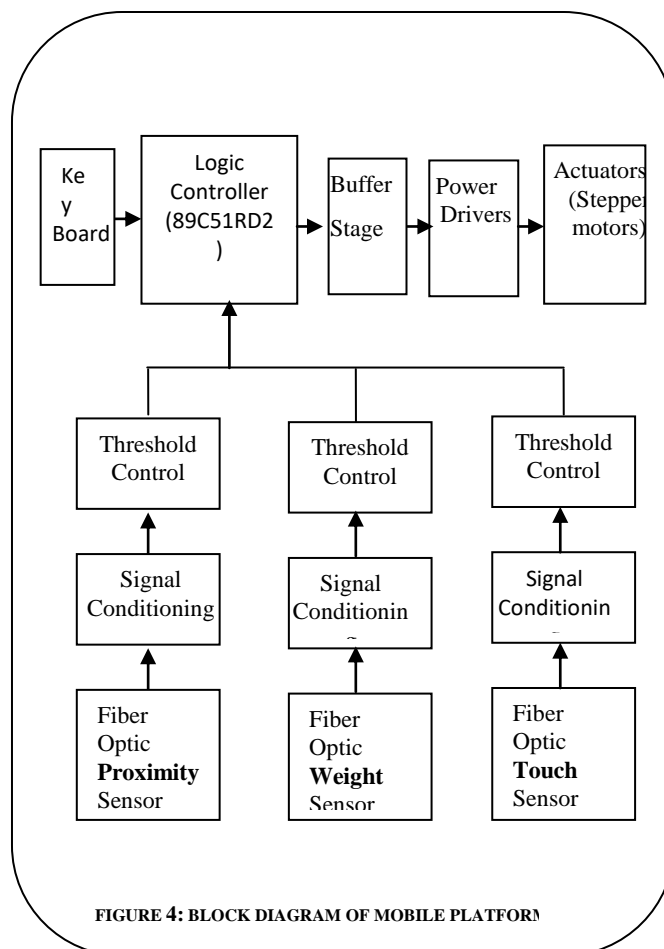 Ke
y
Board
Logic
Controller
(89C51RD2
)
Buffer
Stage
Power
Drivers
Actuators
(Stepper
motors)
Threshold
Control
Threshold
Control
Threshold
Control
Signal
Conditioning
Signal
Conditionin
Signal
Conditionin
Fiber
Optic
Proximity
Sensor
Fiber
Optic
Weight
Sensor
Fiber
Optic
Touch
Sensor
FIGURE 4: BLOCK DIAGRAM OF MOBILE PLATFORM